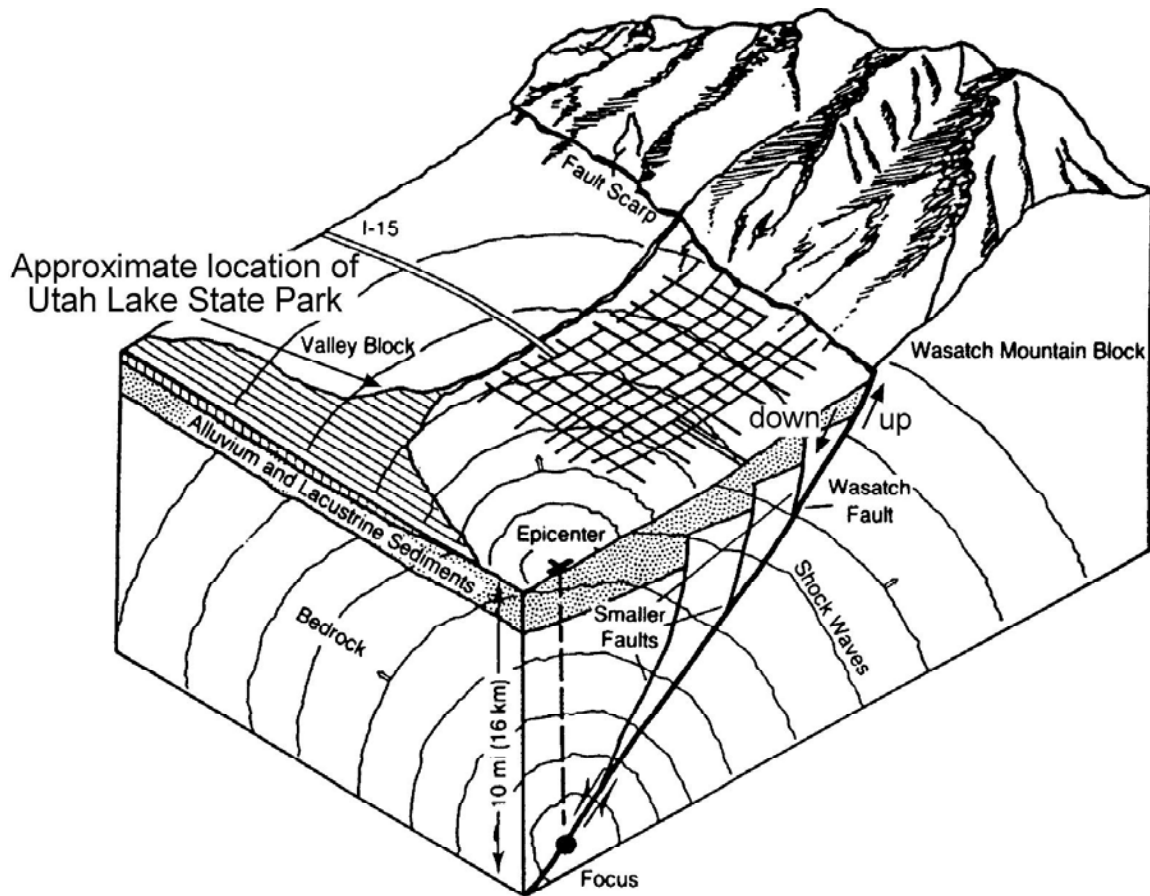 Fault Scarp
I-15
Approximate location of
Utah Lake State Park
Valley Block
Wasatch Mountain Block
down
up
Alluvium and Lacustrine Sediments
Wasatch
Fault
Epicenter
Smaller
Faults
Shock Waves
Bedrock
10 mi (16 km)
Focus